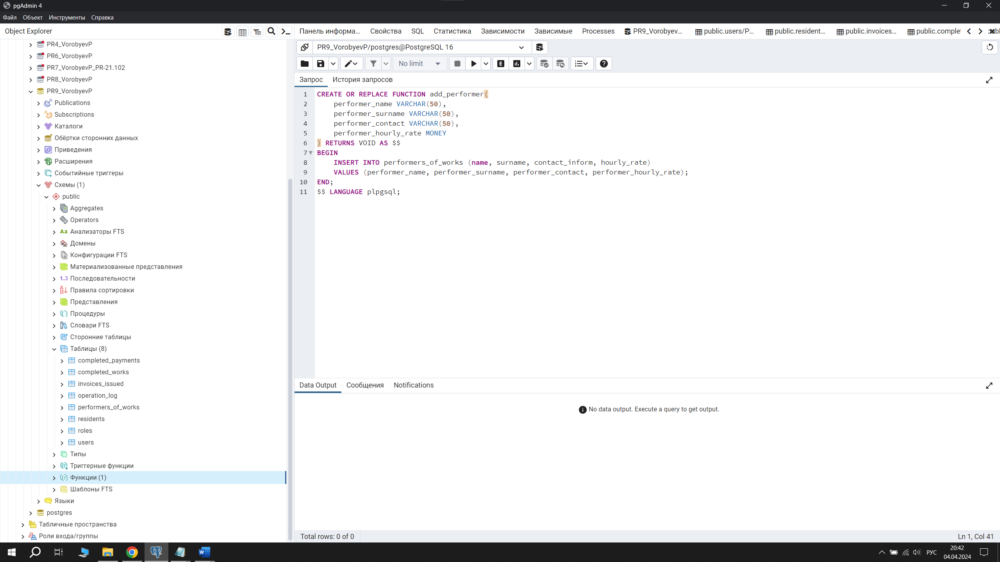 pgAdmin 4
Файл Объект Инструменты Справка
Object Explorer
PR4_VorobyevP
PR6_VorobyevP
PR7_VorobyevP_PR-21.102
PR8_VorobyevP
PR9_VorobyevP
Publications
Subscriptions
Каталоги
Обёртки сторонних данных
Приведения
Расширения
Событийные триггеры
Схемы (1)
public
Aggregates
Operators
Aa Анализаторы FTS
Домены
Конфигурации FTS
Материализованные представления
1..3 Последовательности
Правила сортировки
Представления
Процедуры
Словари FTS
Сторонние таблицы
Таблицы (8)
completed_payments
completed_works
invoices_issued
operation_log
performers_of_works
residents
roles
users
Типы
Триггерные функции
Функции (1)
Шаблоны FTS
Языки
postgres
Табличные пространства
Роли входа/группы
Панель информа... Свойства SQL Статистика Зависимости Зависимые Processes PR9_Vorobyev... public.users/P... public.resident... public.invoices... public.complet
PR9_VorobyevP/postgres@PostgreSQL 16
No limit
Запрос История запросов
1 CREATE OR REPLACE FUNCTION add_performer(
2 performer_name VARCHAR(50),
3 performer_surname VARCHAR(50),
4 performer_contact VARCHAR(50),
5 performer_hourly_rate MONEY
6 ) RETURNS VOID AS $$
7 BEGIN
8 INSERT INTO performers_of_works (name, surname, contact_inform, hourly_rate)
9 VALUES (performer_name, performer_surname, performer_contact, performer_hourly_rate);
10 END;
11 $$ LANGUAGE plpgsql;
Data Output Сообщения Notifications
No data output. Execute a query to get output.
Total rows: 0 of 0
Ln 1, Col 41
РУС
20:42
04.04.2024